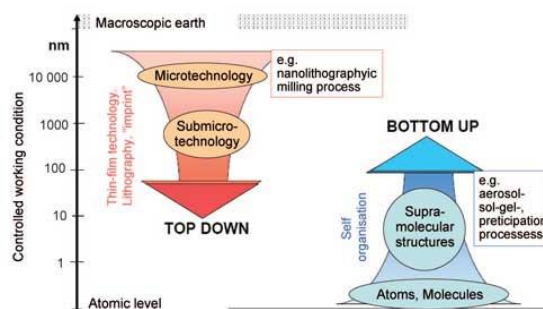 Macroscopic earth
nm
10 000
1000
100
10
1
Atomic level
Controlled working condition
Thin-film technology,
Lithography, "imprint"
Microtechnology
Submicro-
technology
TOP DOWN
e.g.
nanolithographyic
milling process
BOTTOM UP
Self
organisation
Supra-
molecular
structures
Atoms, Molecules
e.g.
aerosol-
sol-gel-,
preticipation
processess